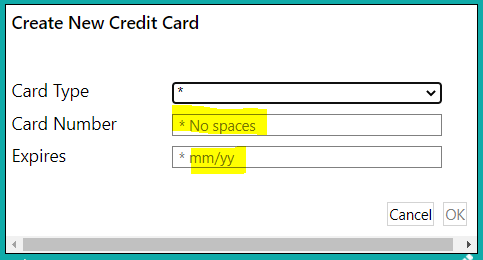 Create New Credit Card
Card Type *
Card Number * No spaces
Expires * mm/yy
Cancel OK